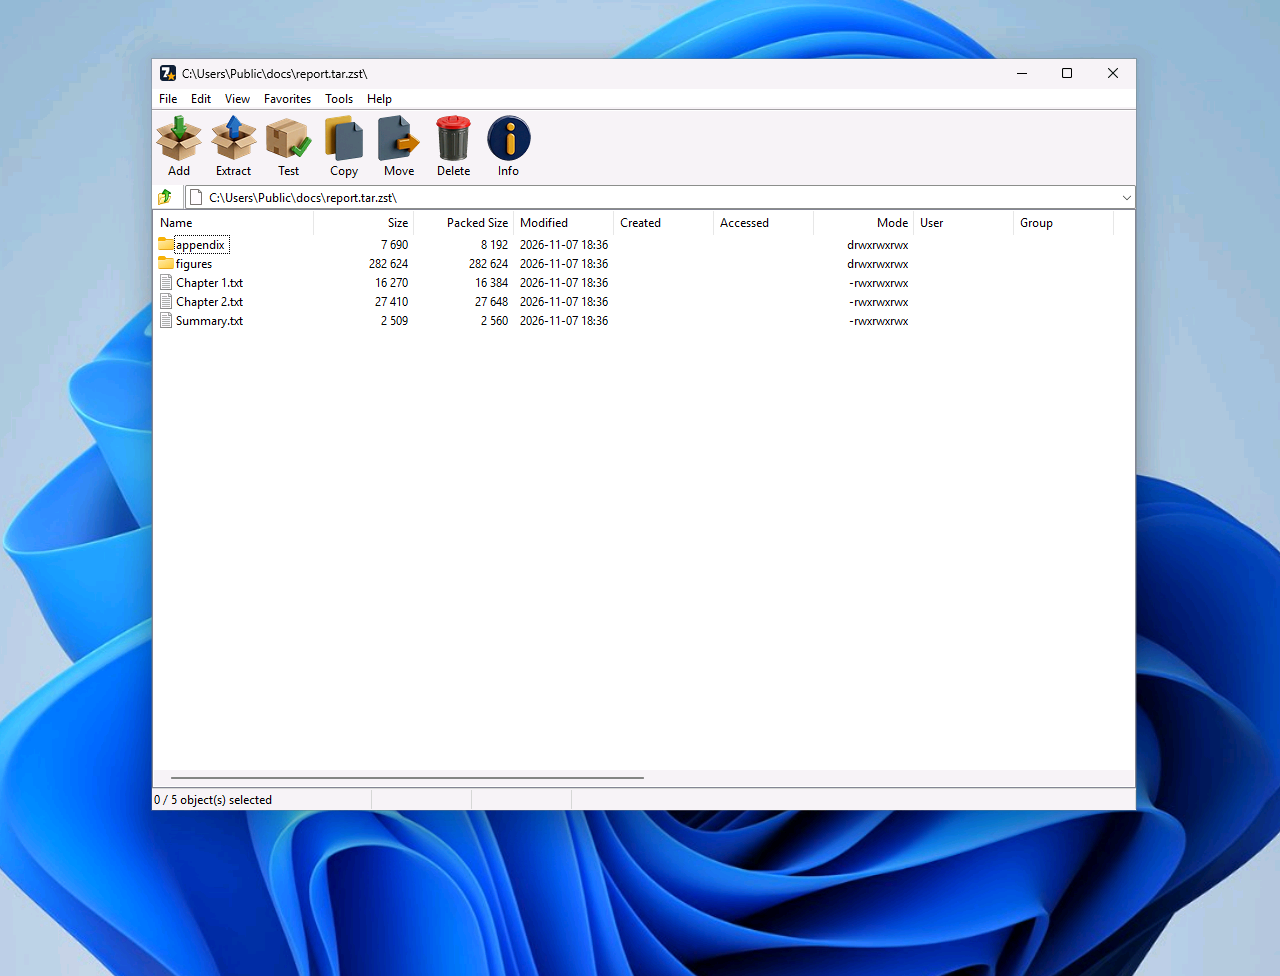 C:\Users\Public\docs\report.tar.zst\
File Edit View Favorites Tools Help
Add Extract Test Copy Move Delete Info
C:\Users\Public\docs\report.tar.zst\
Name Size Packed Size Modified Created Accessed Mode User Group
appendix 7 690 8 192 2026-11-07 18:36 drwxrwxrwx
figures 282 624 282 624 2026-11-07 18:36 drwxrwxrwx
Chapter 1.txt 16 270 16 384 2026-11-07 18:36 -rwxrwxrwx
Chapter 2.txt 27 410 27 648 2026-11-07 18:36 -rwxrwxrwx
Summary.txt 2 509 2 560 2026-11-07 18:36 -rwxrwxrwx
0 / 5 object(s) selected